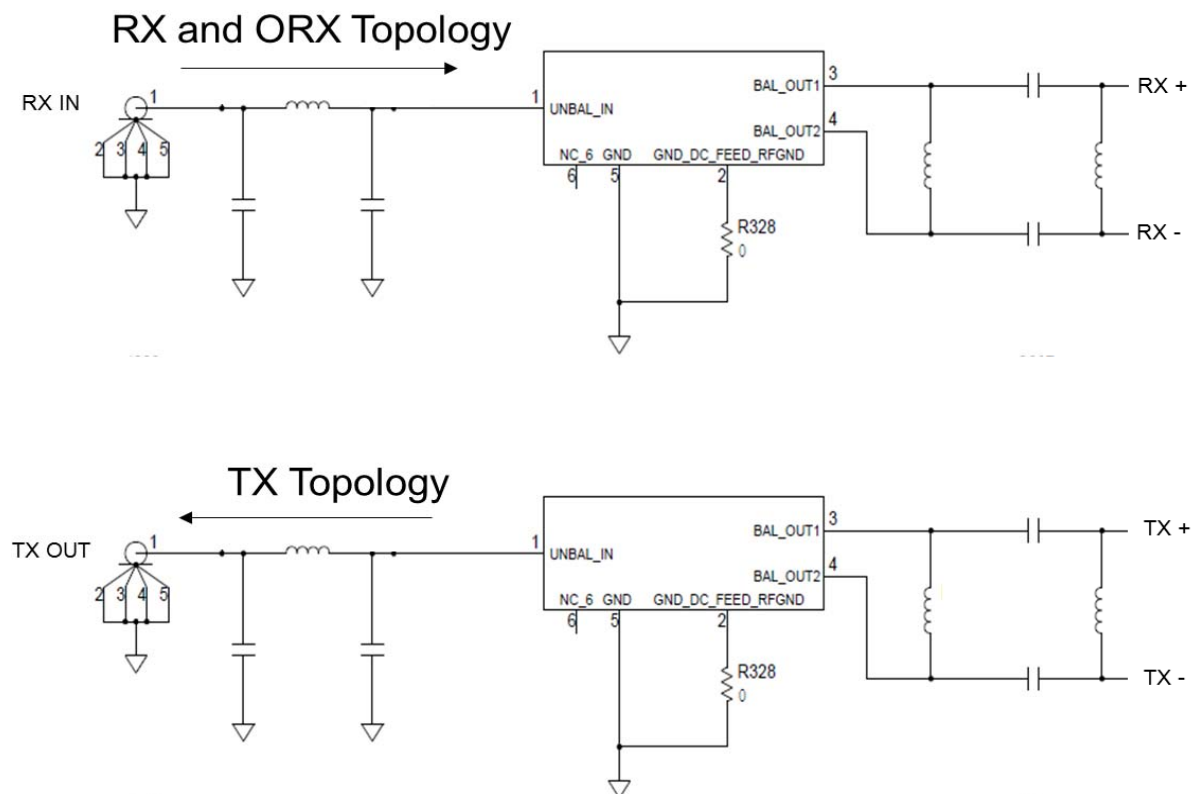 RX and ORX Topology
RX IN
1
2 3 4 5
1
UNBAL_IN
BAL_OUT1
3
BAL_OUT2
4
NC_6 GND GND_DC_FEED_RFGND
6 5 2
R328
0
RX +
RX -
TX Topology
TX OUT
1
2 3 4 5
1
UNBAL_IN
BAL_OUT1
3
BAL_OUT2
4
NC_6 GND GND_DC_FEED_RFGND
6 5 2
R328
0
TX +
TX -